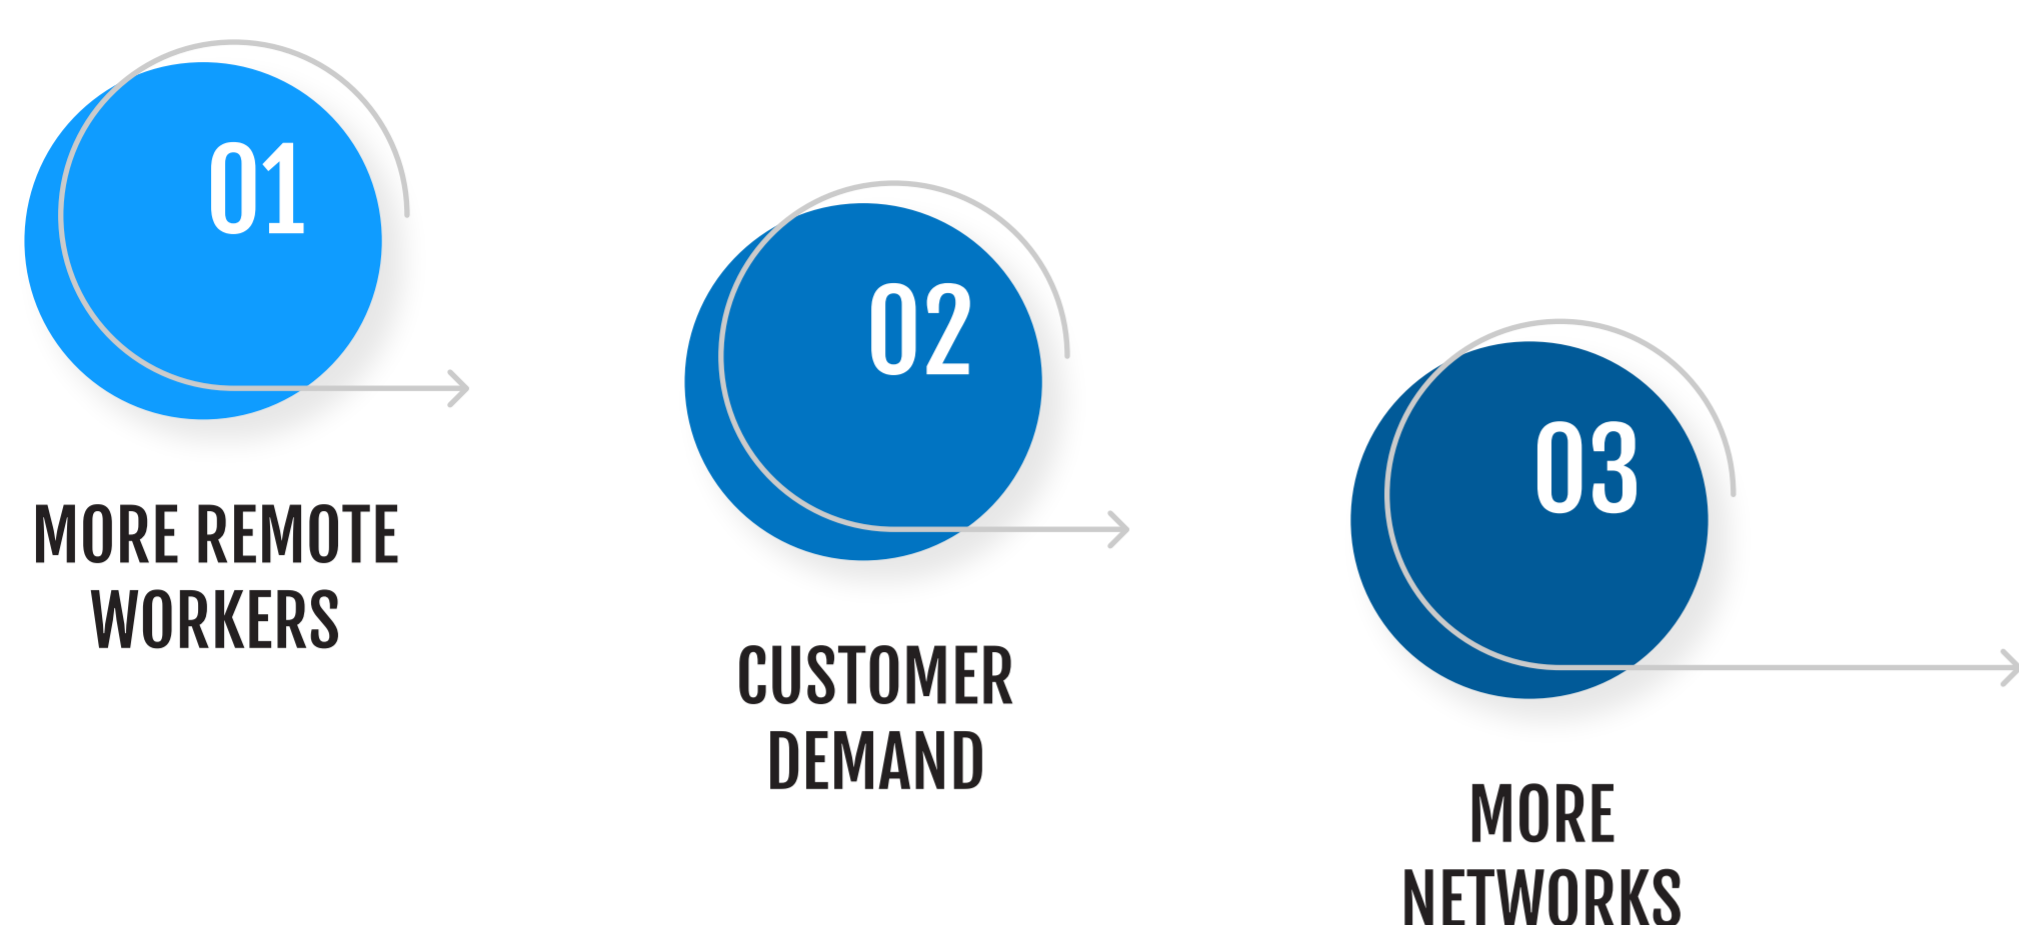 01
MORE REMOTE
WORKERS
02
CUSTOMER
DEMAND
03
MORE
NETWORKS